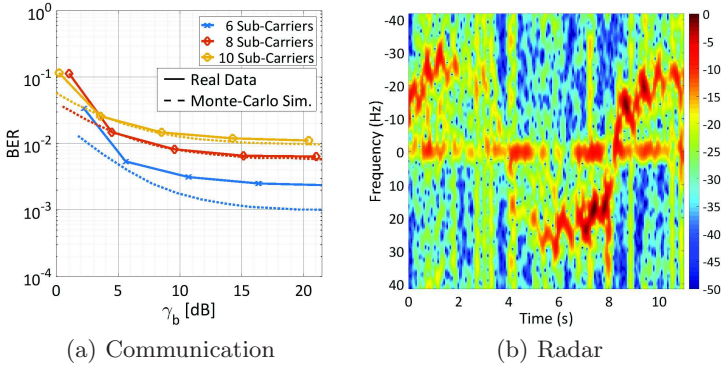 10^0
10^-1
10^-2
10^-3
10^-4
BER
0 5 10 15 20
γ_b [dB]
6 Sub-Carriers
8 Sub-Carriers
10 Sub-Carriers
Real Data
Monte-Carlo Sim.
(a) Communication
-40
-30
-20
-10
0
10
20
30
40
Frequency (Hz)
0 2 4 6 8 10
Time (s)
0
-5
-10
-15
-20
-25
-30
-35
-40
-45
-50
(b) Radar